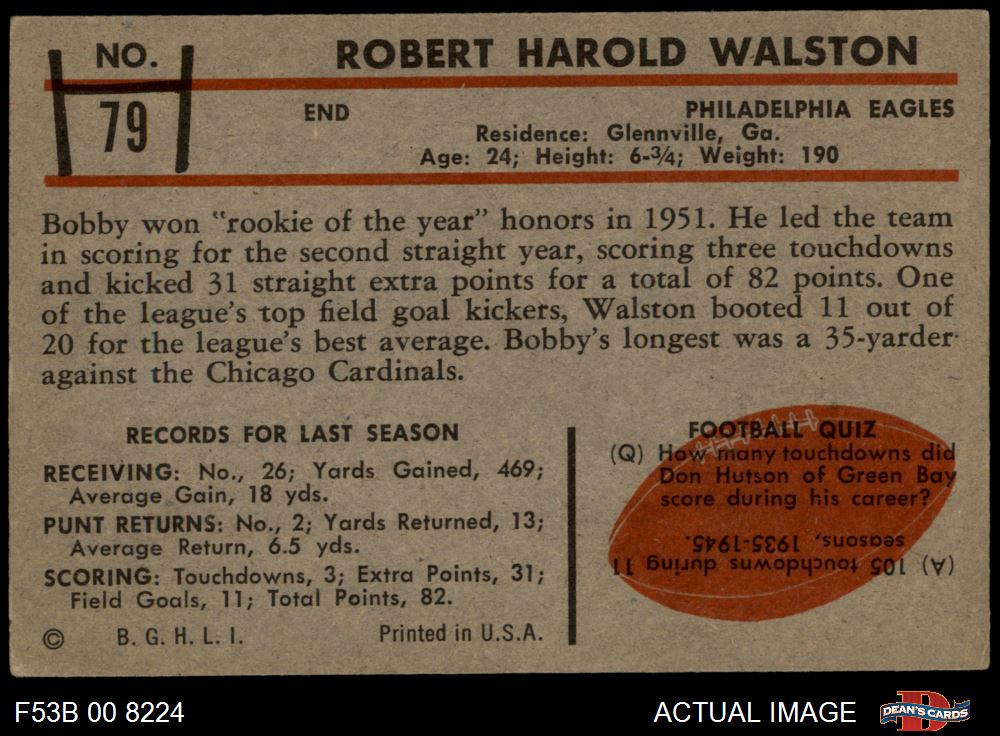 NO.
79
ROBERT HAROLD WALSTON
END
PHILADELPHIA EAGLES
Residence: Glennville, Ga.
Age: 24; Height: 6-¾; Weight: 190
Bobby won "rookie of the year" honors in 1951. He led the team
in scoring for the second straight year, scoring three touchdowns
and kicked 31 straight extra points for a total of 82 points. One
of the league's top field goal kickers, Walston booted 11 out of
20 for the league's best average. Bobby's longest was a 35-yarder
against the Chicago Cardinals.
RECORDS FOR LAST SEASON
RECEIVING: No., 26; Yards Gained, 469;
Average Gain, 18 yds.
PUNT RETURNS: No., 2; Yards Returned, 13;
Average Return, 6.5 yds.
SCORING: Touchdowns, 3; Extra Points, 31;
Field Goals, 11; Total Points, 82.
© B. G. H. L. I. Printed in U.S.A.
FOOTBALL QUIZ
(Q) How many touchdowns did
Don Hutson of Green Bay
score during his career?
(A) 105 touchdowns during 11
seasons, 1935-1945.
F53B 00 8224
ACTUAL IMAGE
D
DEAN'S CARDS